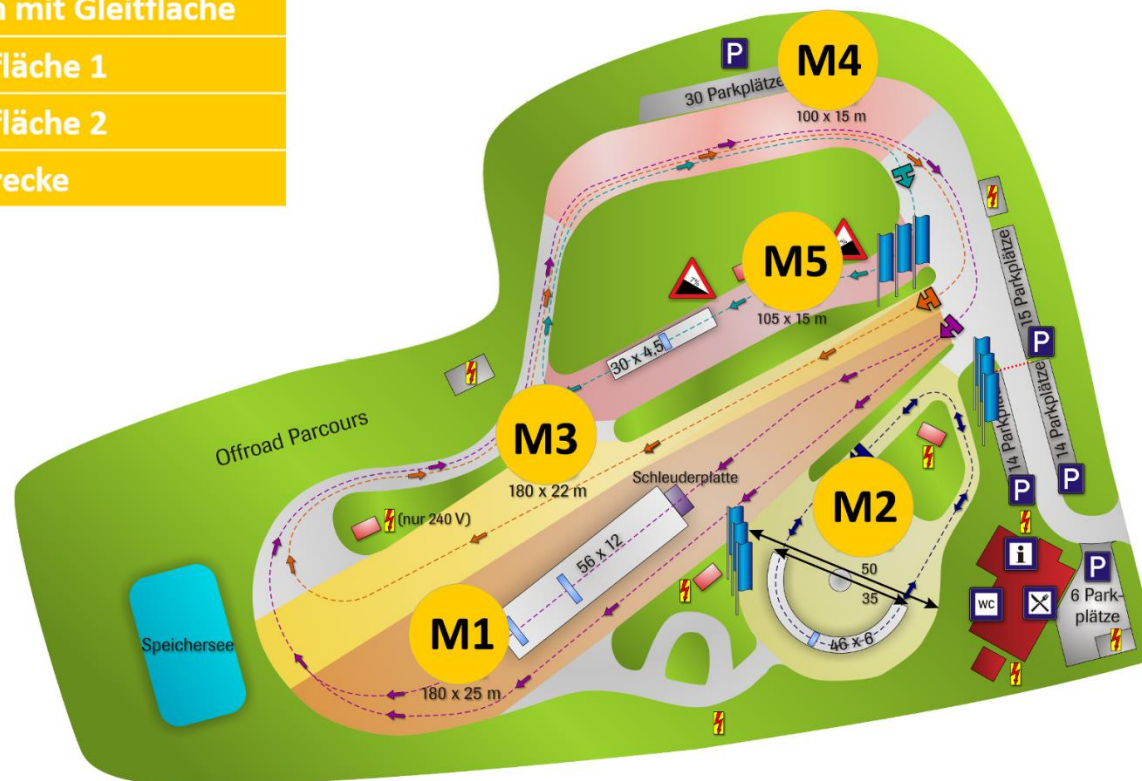 n mit Gleitfläche
fläche 1
fläche 2
recke
P
M4
30 Parkplätze
100 x 15 m
M5
105 x 15 m
7%
30 x 4,5
15 Parkplätze
P
14 Parkplätze
14 Parkplätze
P
P
Offroad Parcours
M3
180 x 22 m
Schleuderplatte
M2
(nur 240 V)
56 x 12
50
35
46 x 6
i
WC
P
6 Park-
plätze
Speichersee
M1
180 x 25 m